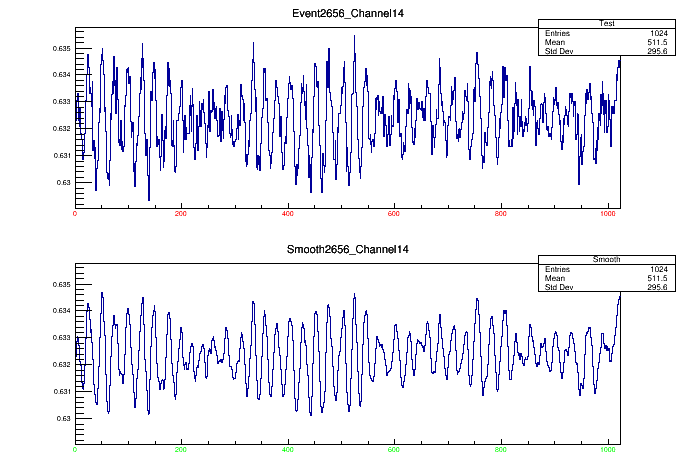 Event2656_Channel14
Test
Entries 1024
Mean 511.5
Std Dev 295.6
0.635
0.634
0.633
0.632
0.631
0.63
0 200 400 600 800 1000
Smooth2656_Channel14
Smooth
Entries 1024
Mean 511.5
Std Dev 295.6
0.635
0.634
0.633
0.632
0.631
0.63
0 200 400 600 800 1000